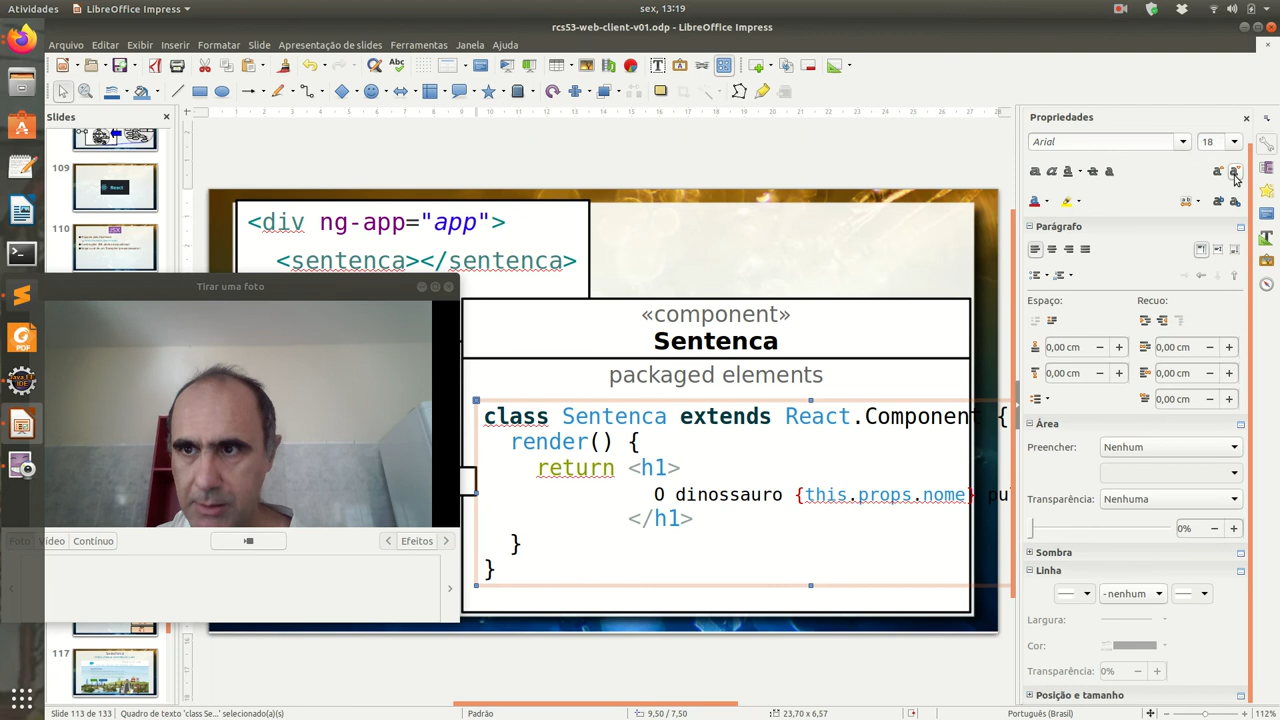 Atividades
LibreOffice Impress
sex, 13:19
rcs53-web-client-v01.odp - LibreOffice Impress
Arquivo Editar Exibir Inserir Formatar Slide Apresentação de slides Ferramentas Janela Ajuda
Slides
109
React
110
JSX
117
<div ng-app="app">
<sentenca></sentenca>
Tirar uma foto
Foto Vídeo Contínuo
Efeitos
«component»
Sentenca
packaged elements
class Sentenca extends React.Component {
render() {
return <h1>
O dinossauro {this.props.nome} pu
</h1>
}
}
Propriedades
Arial
18
Parágrafo
Espaço: Recuo:
0,00 cm 0,00 cm
0,00 cm 0,00 cm
0,00 cm
Área
Preencher: Nenhum
Transparência: Nenhuma
0%
Sombra
Linha
- nenhum
Largura:
Cor:
Transparência: 0%
Posição e tamanho
Slide 113 de 133
Quadro de texto 'class Se...' selecionado(a)(s)
Padrão
9,50 / 7,50
23,70 x 6,57
Português (Brasil)
112%